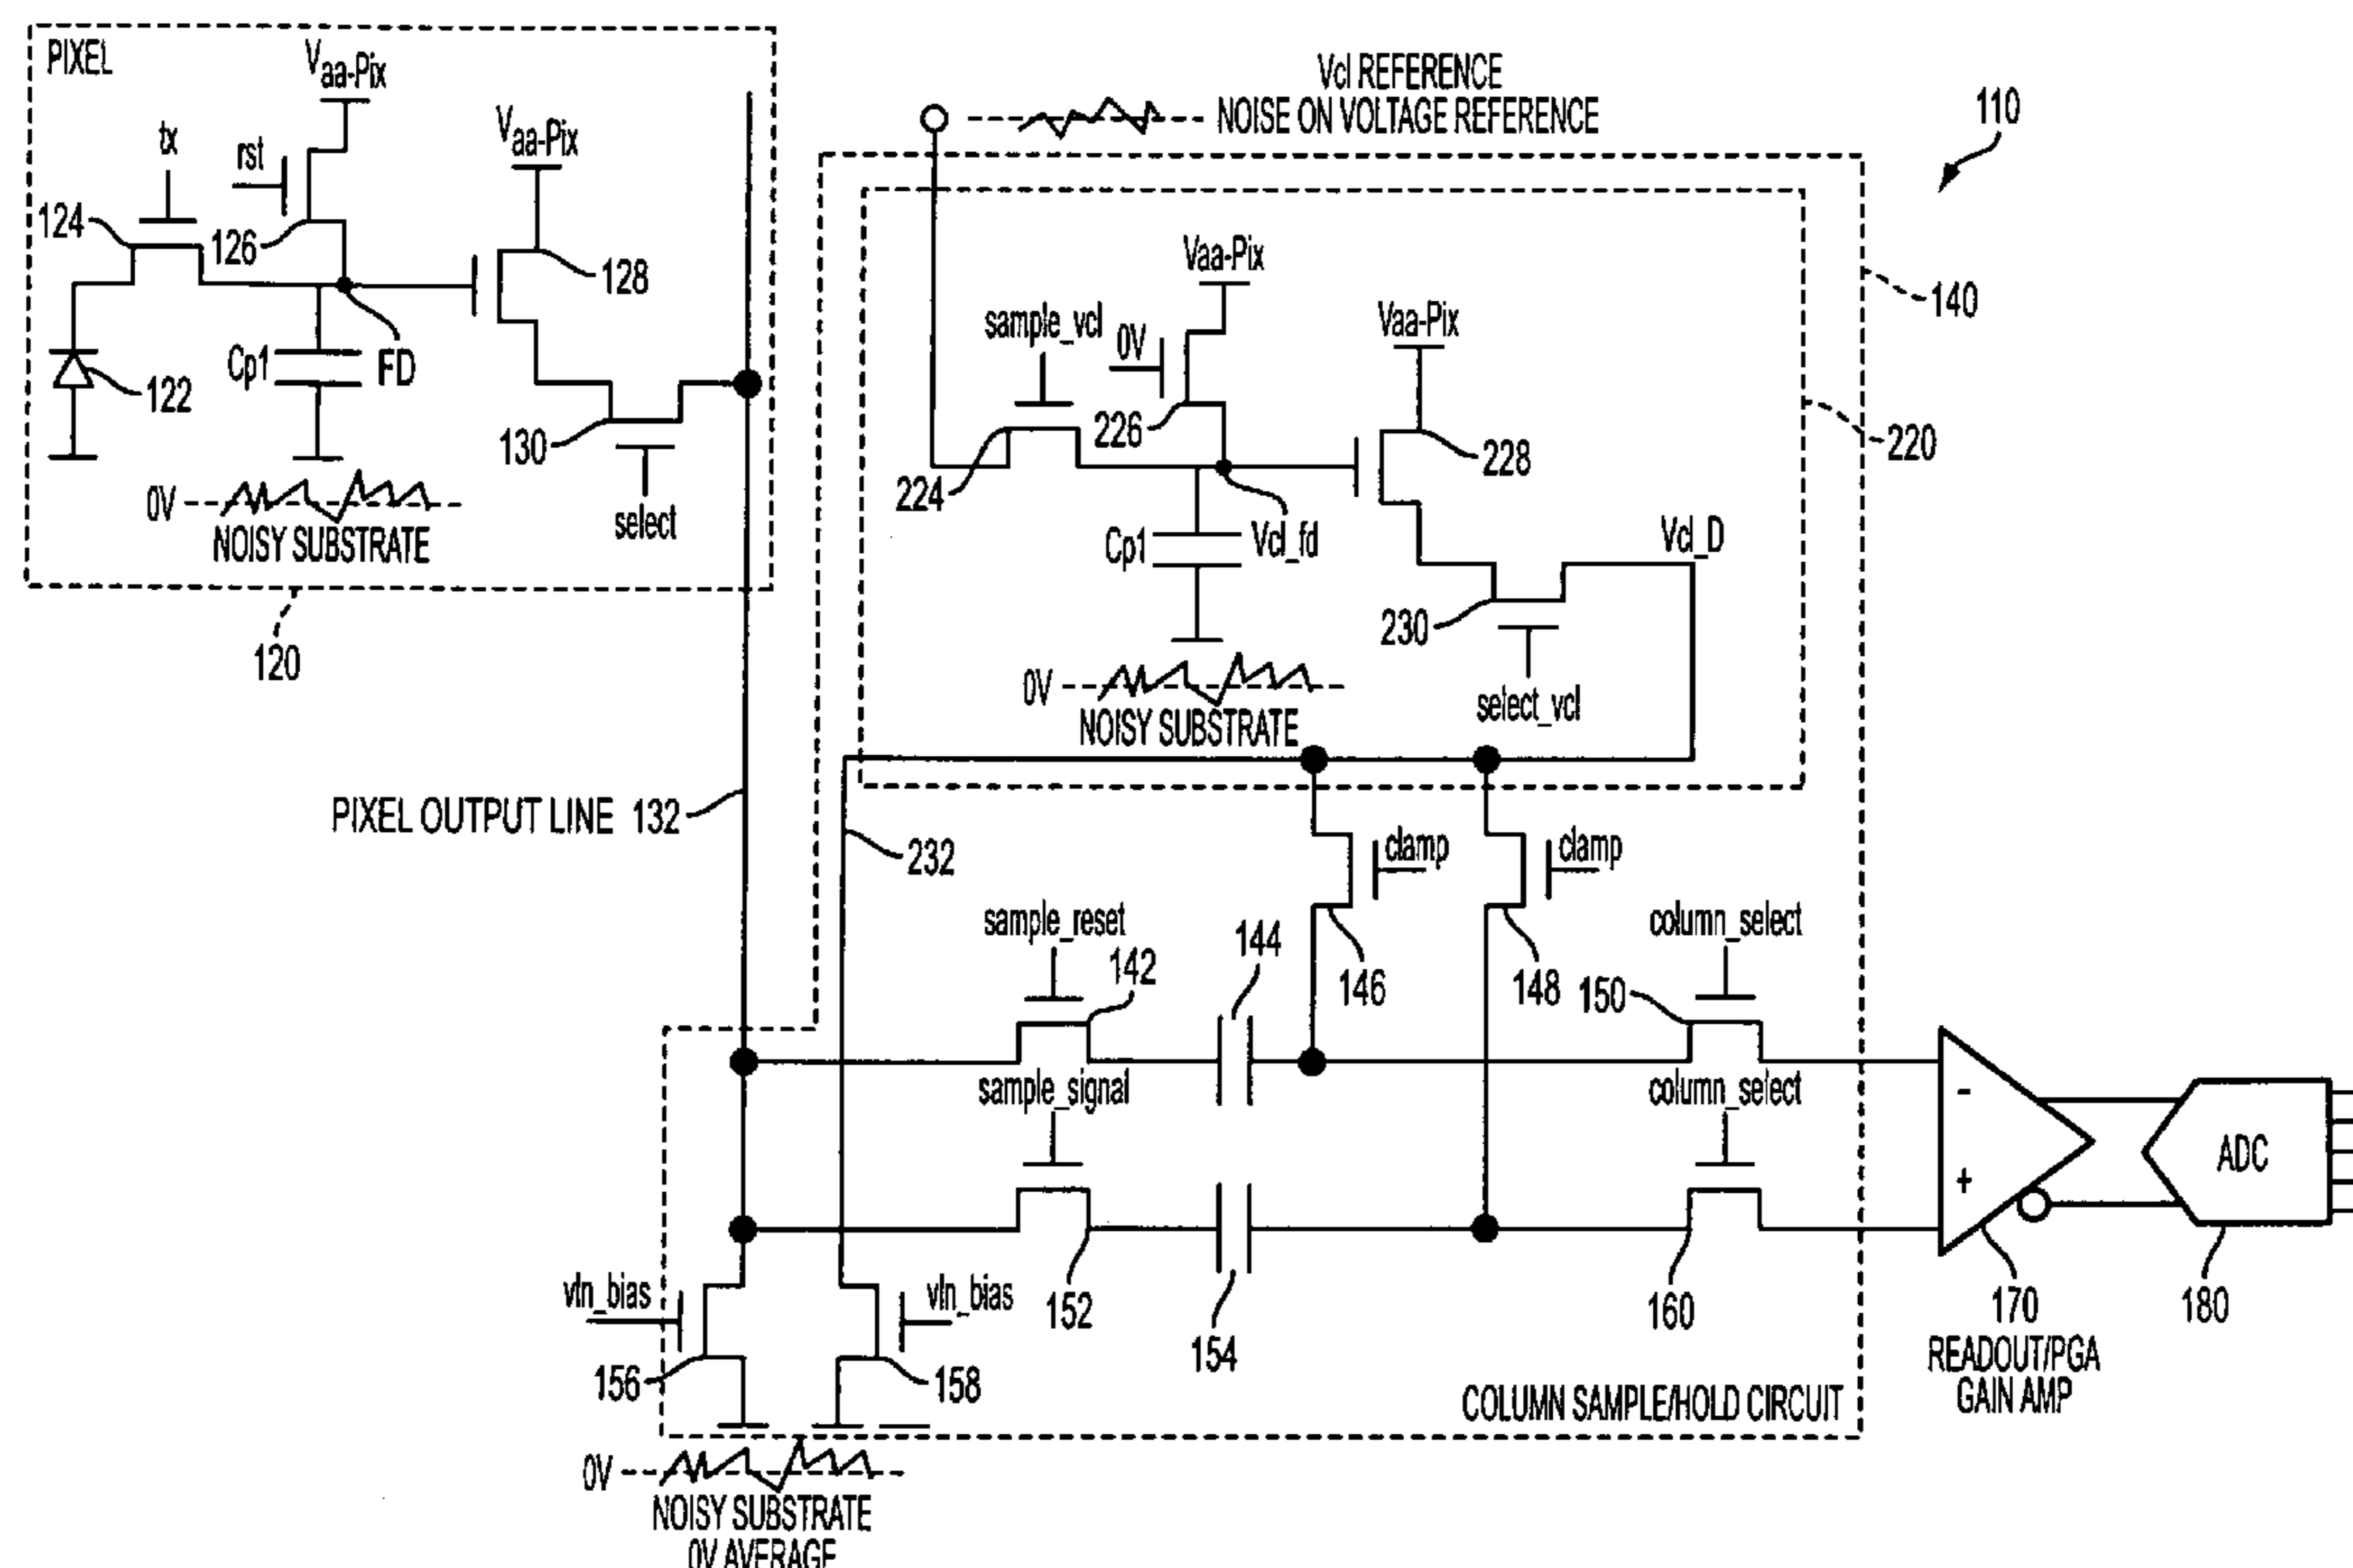 PIXEL
Vaa-Pix
tx
rst
Vaa-Pix
124
126
128
Cp1
FD
122
130
select
0V
NOISY SUBSTRATE
120
Vcl REFERENCE
NOISE ON VOLTAGE REFERENCE
110
Vaa-Pix
sample_vcl
0V
Vaa-Pix
140
226
220
224
228
Cp1
Vcl_fd
Vcl_D
230
0V
NOISY SUBSTRATE
select_vcl
PIXEL OUTPUT LINE 132
232
clamp
clamp
sample_reset
142
144
146
148
150
column_select
sample_signal
column_select
-
+
ADC
vln_bias
vln_bias
152
154
160
170
180
156
158
READOUT/PGA
GAIN AMP
COLUMN SAMPLE/HOLD CIRCUIT
0V
NOISY SUBSTRATE
0V AVERAGE